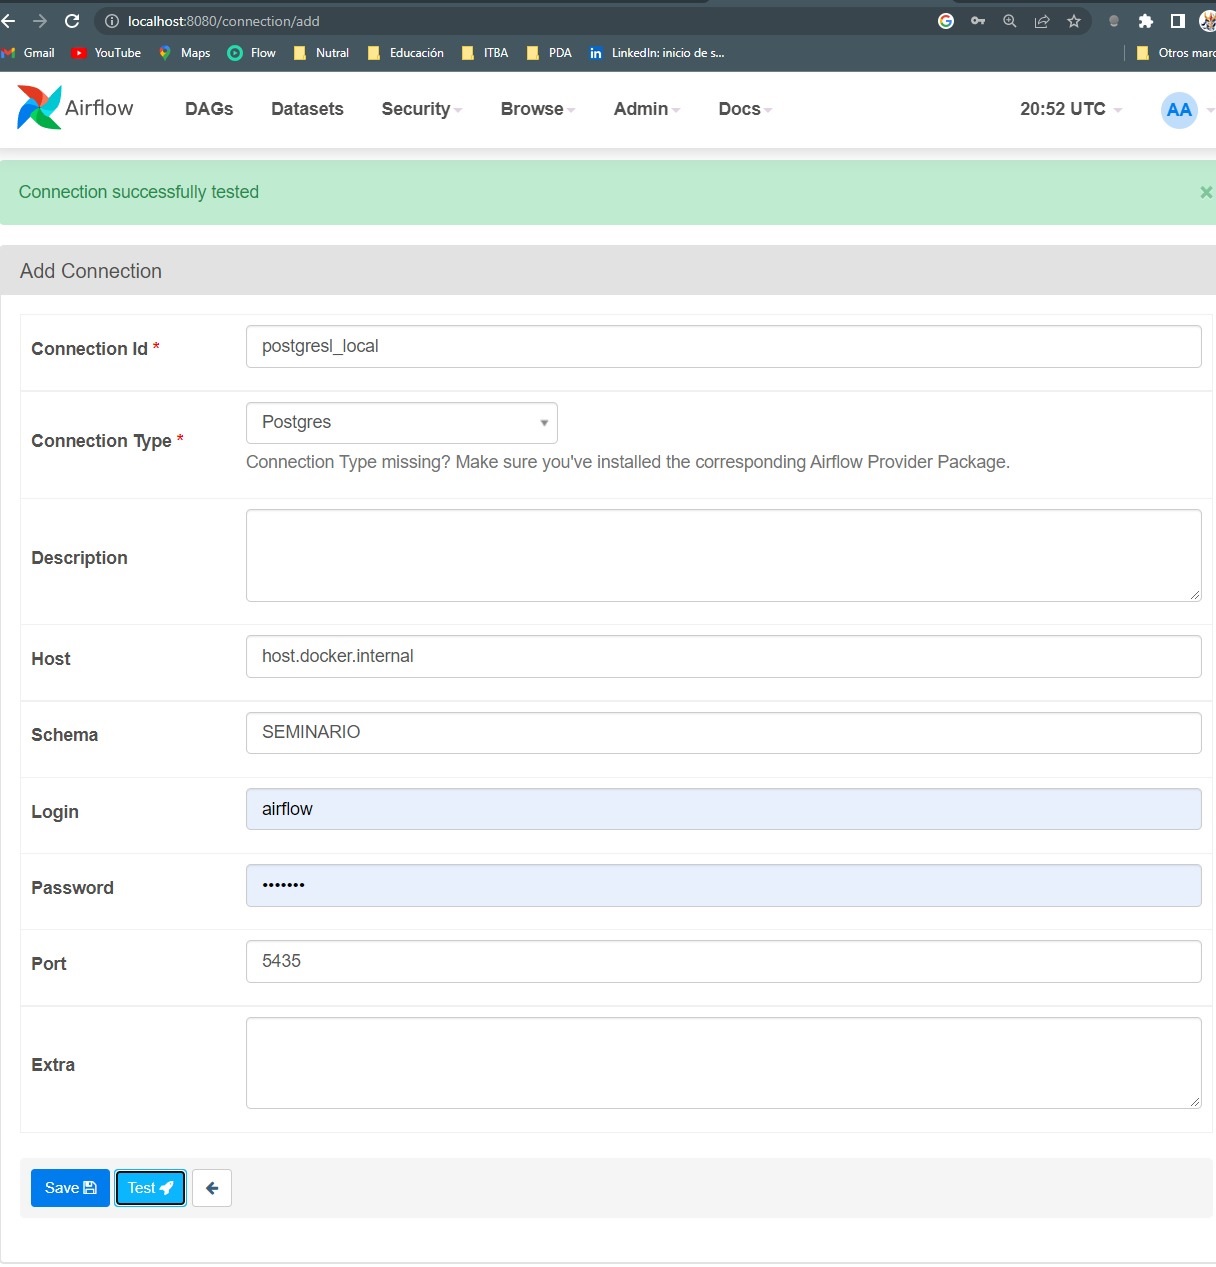 localhost:8080/connection/add
Gmail YouTube Maps Flow Nutral Educación ITBA PDA LinkedIn: inicio de s... Otros marc
Airflow DAGs Datasets Security Browse Admin Docs 20:52 UTC AA
Connection successfully tested ×
Add Connection
Connection Id * postgresl_local
Connection Type * Postgres
Connection Type missing? Make sure you've installed the corresponding Airflow Provider Package.
Description
Host host.docker.internal
Schema SEMINARIO
Login airflow
Password •••••••
Port 5435
Extra
Save Test